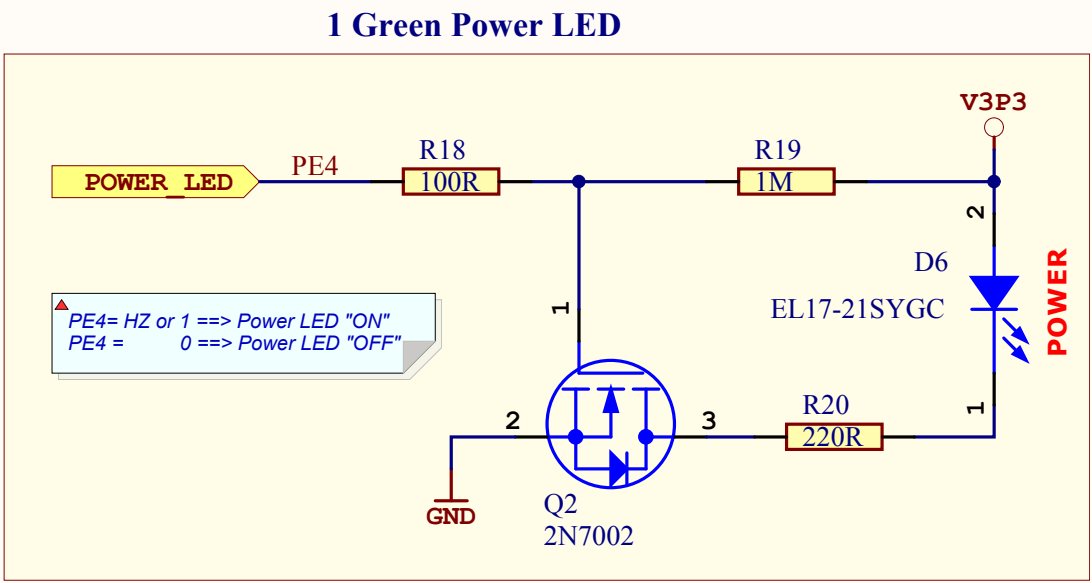 1 Green Power LED
V3P3
POWER_LED
PE4
R18
100R
R19
1M
2
D6
EL17-21SYGC
POWER
PE4= HZ or 1 ==> Power LED "ON"
PE4 = 0 ==> Power LED "OFF"
1
1
2
3
R20
220R
GND
Q2
2N7002